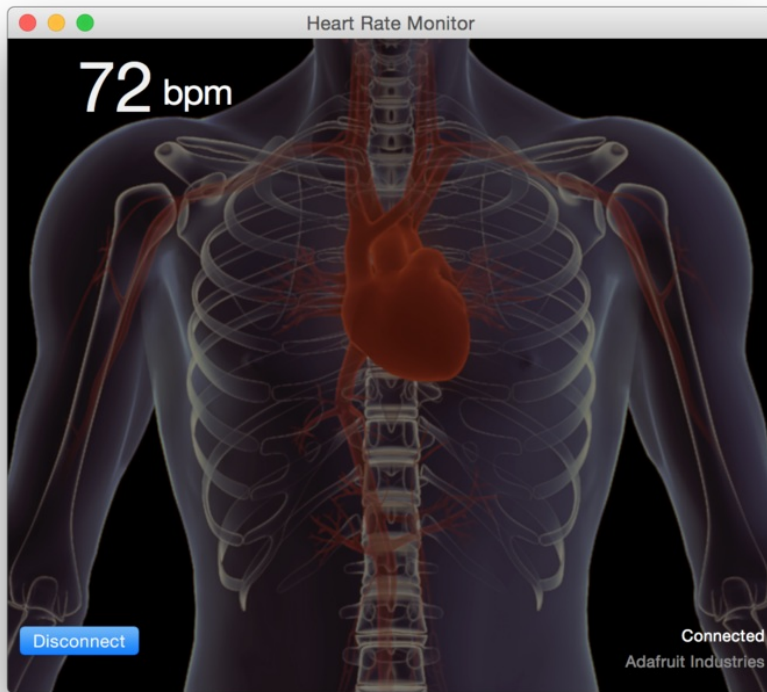 Heart Rate Monitor
72 bpm
Disconnect
Connected
Adafruit Industries